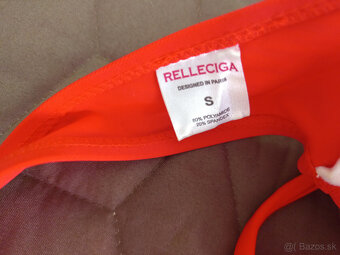 RELLECIGA
DESIGNED IN PARIS
S
80% POLYAMIDE
20% SPANDEX
Bazos.sk